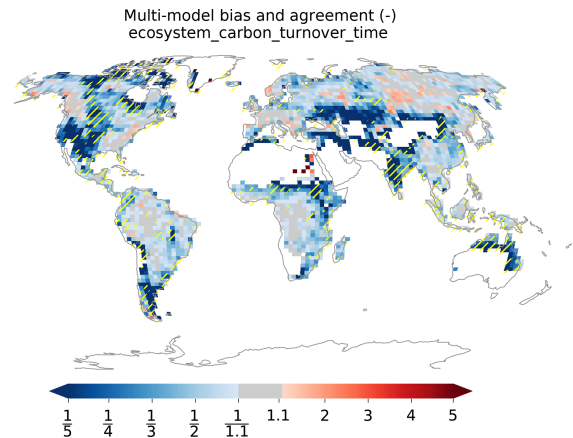 Multi-model bias and agreement (-)
ecosystem_carbon_turnover_time
1/5 1/4 1/3 1/2 1/1.1 1.1 2 3 4 5